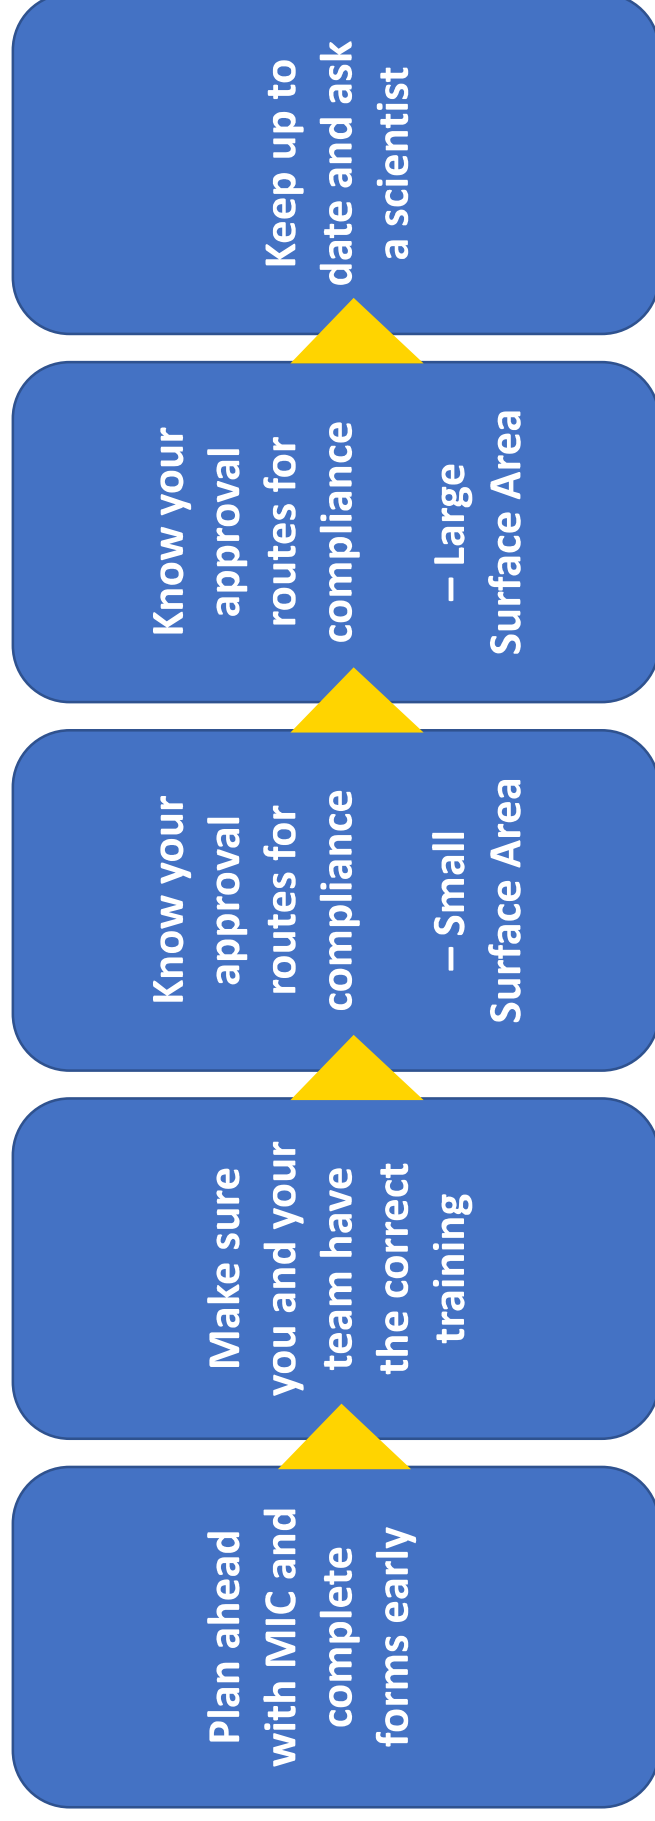 Plan ahead
with MIC and
complete
forms early
Make sure
you and your
team have
the correct
training
Know your
approval
routes for
compliance
– Small
Surface Area
Know your
approval
routes for
compliance
– Large
Surface Area
Keep up to
date and ask
a scientist